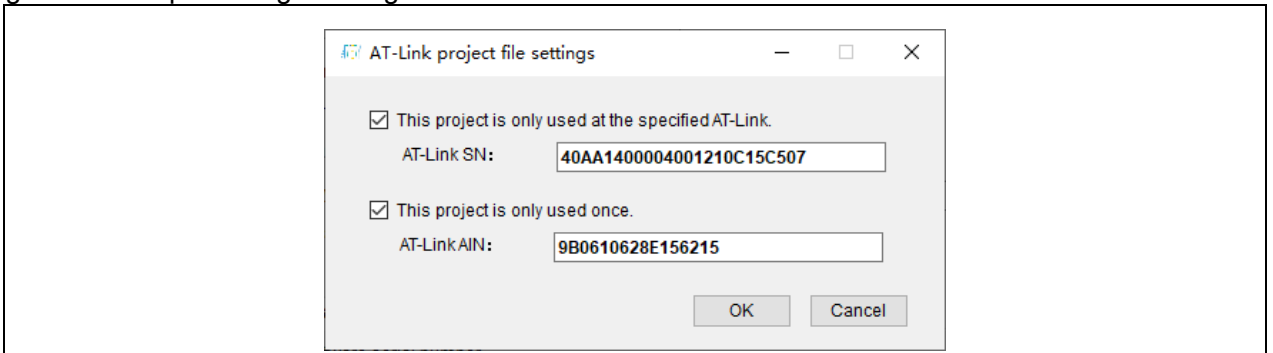 AT-Link project file settings
This project is only used at the specified AT-Link.
AT-Link SN: 40AA1400004001210C15C507
This project is only used once.
AT-Link AIN: 9B0610628E156215
OK Cancel